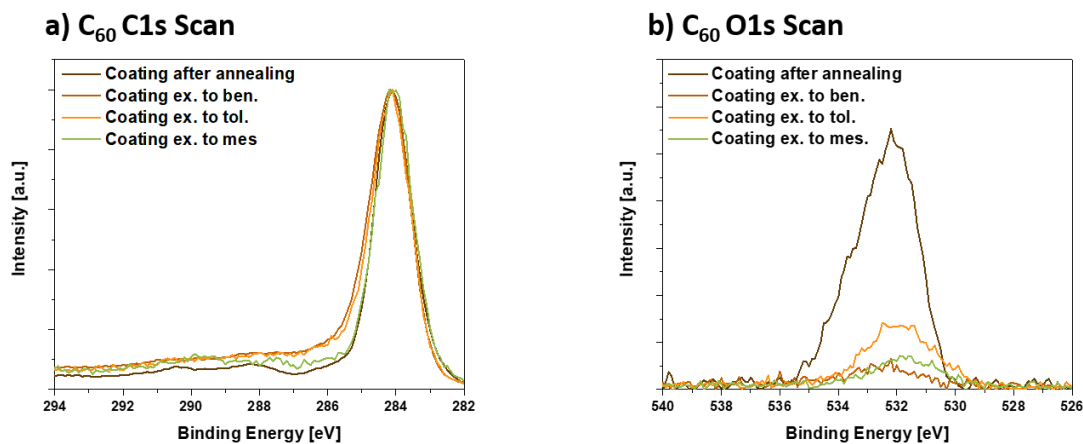 a) C₆₀ C1s Scan
Coating after annealing
Coating ex. to ben.
Coating ex. to tol.
Coating ex. to mes
Intensity [a.u.]
294 292 290 288 286 284 282
Binding Energy [eV]
b) C₆₀ O1s Scan
Coating after annealing
Coating ex. to ben.
Coating ex. to tol.
Coating ex. to mes.
Intensity [a.u.]
540 538 536 534 532 530 528 526
Binding Energy [eV]